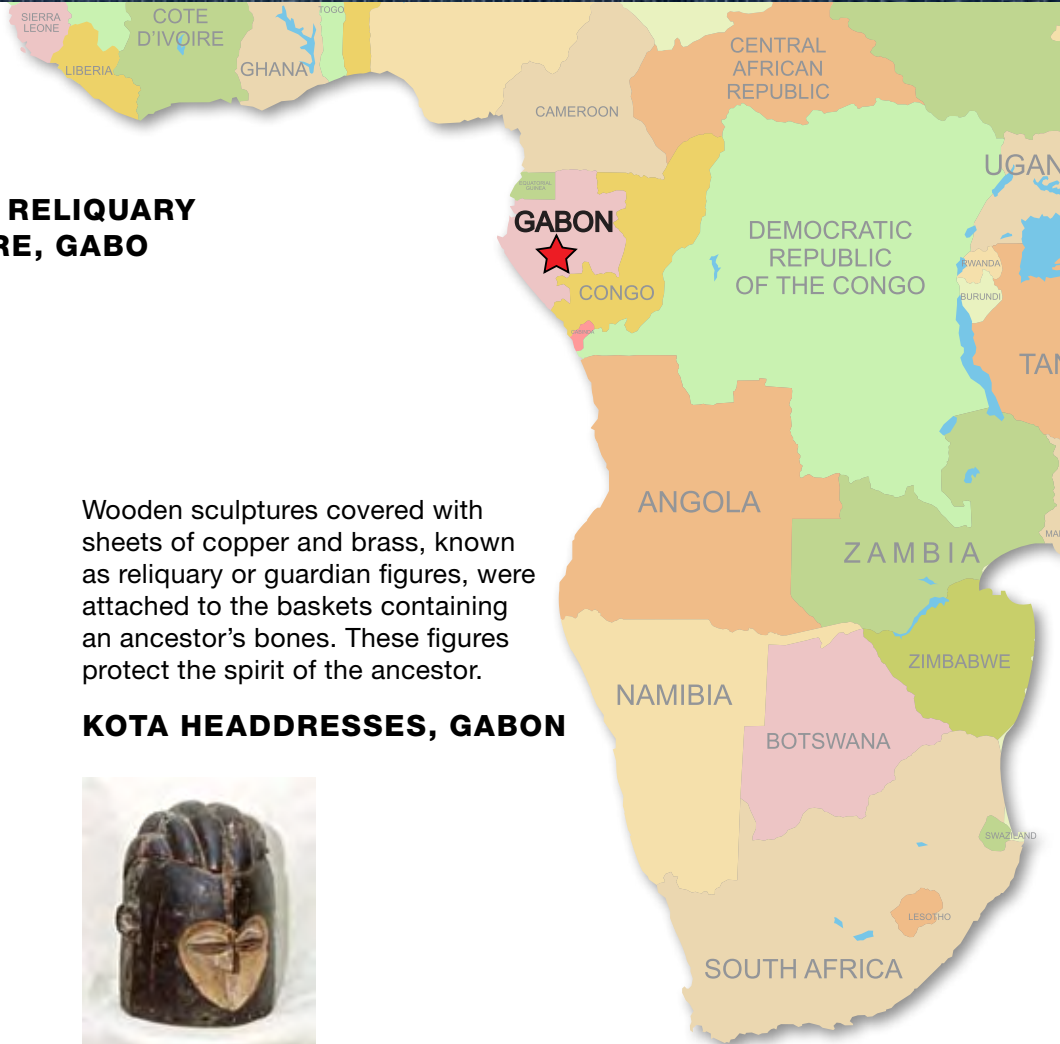 SIERRA
LEONE
COTE
D'IVOIRE
LIBERIA
GHANA
TOGO
CAMEROON
CENTRAL
AFRICAN
REPUBLIC
EQUATORIAL
GUINEA
GABON
CONGO
DEMOCRATIC
REPUBLIC
OF THE CONGO
UGAN
RWANDA
BURUNDI
TAN
ANGOLA
ZAMBIA
MA
ZIMBABWE
NAMIBIA
BOTSWANA
SWAZILAND
LESOTHO
SOUTH AFRICA
RELIQUARY
RE, GABO
Wooden sculptures covered with
sheets of copper and brass, known
as reliquary or guardian figures, were
attached to the baskets containing
an ancestor’s bones. These figures
protect the spirit of the ancestor.
KOTA HEADDRESSES, GABON